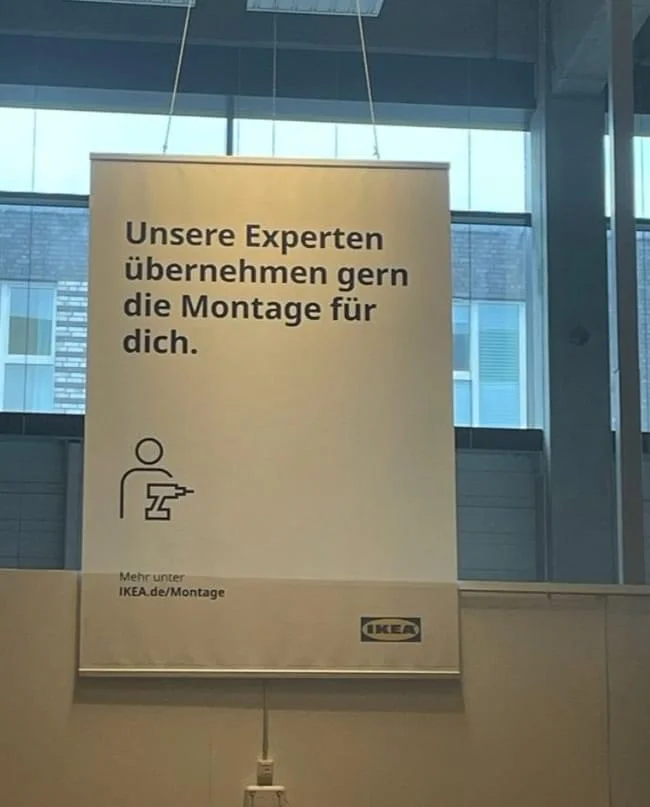 Unsere Experten
übernehmen gern
die Montage für
dich.
Mehr unter
IKEA.de/Montage
IKEA